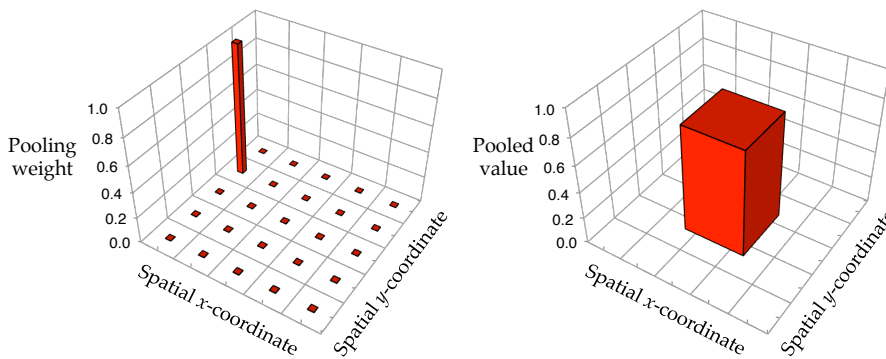 Pooling
weight
1.0
0.8
0.6
0.4
0.2
0.0
Spatial x-coordinate
Spatial y-coordinate
Pooled
value
1.0
0.8
0.6
0.4
0.2
0.0
Spatial x-coordinate
Spatial y-coordinate